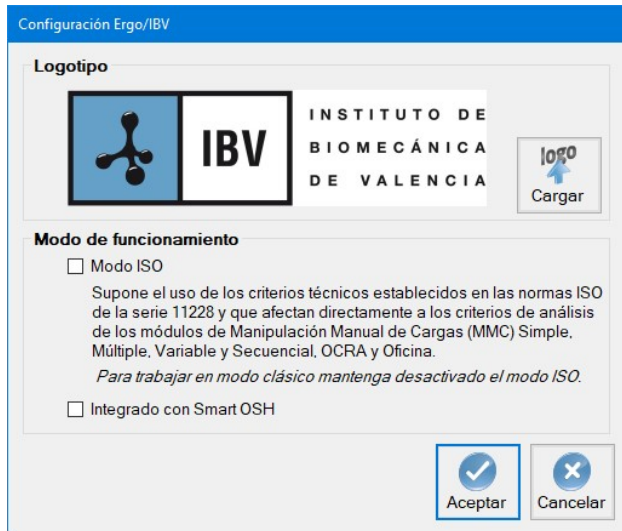 Configuración Ergo/IBV
Logotipo
IBV
INSTITUTO DE
BIOMECÁNICA
DE VALENCIA
logo
Cargar
Modo de funcionamiento
Modo ISO
Supone el uso de los criterios técnicos establecidos en las normas ISO
de la serie 11228 y que afectan directamente a los criterios de análisis
de los módulos de Manipulación Manual de Cargas (MMC) Simple,
Múltiple, Variable y Secuencial, OCRA y Oficina.
Para trabajar en modo clásico mantenga desactivado el modo ISO.
Integrado con Smart OSH
Aceptar
Cancelar